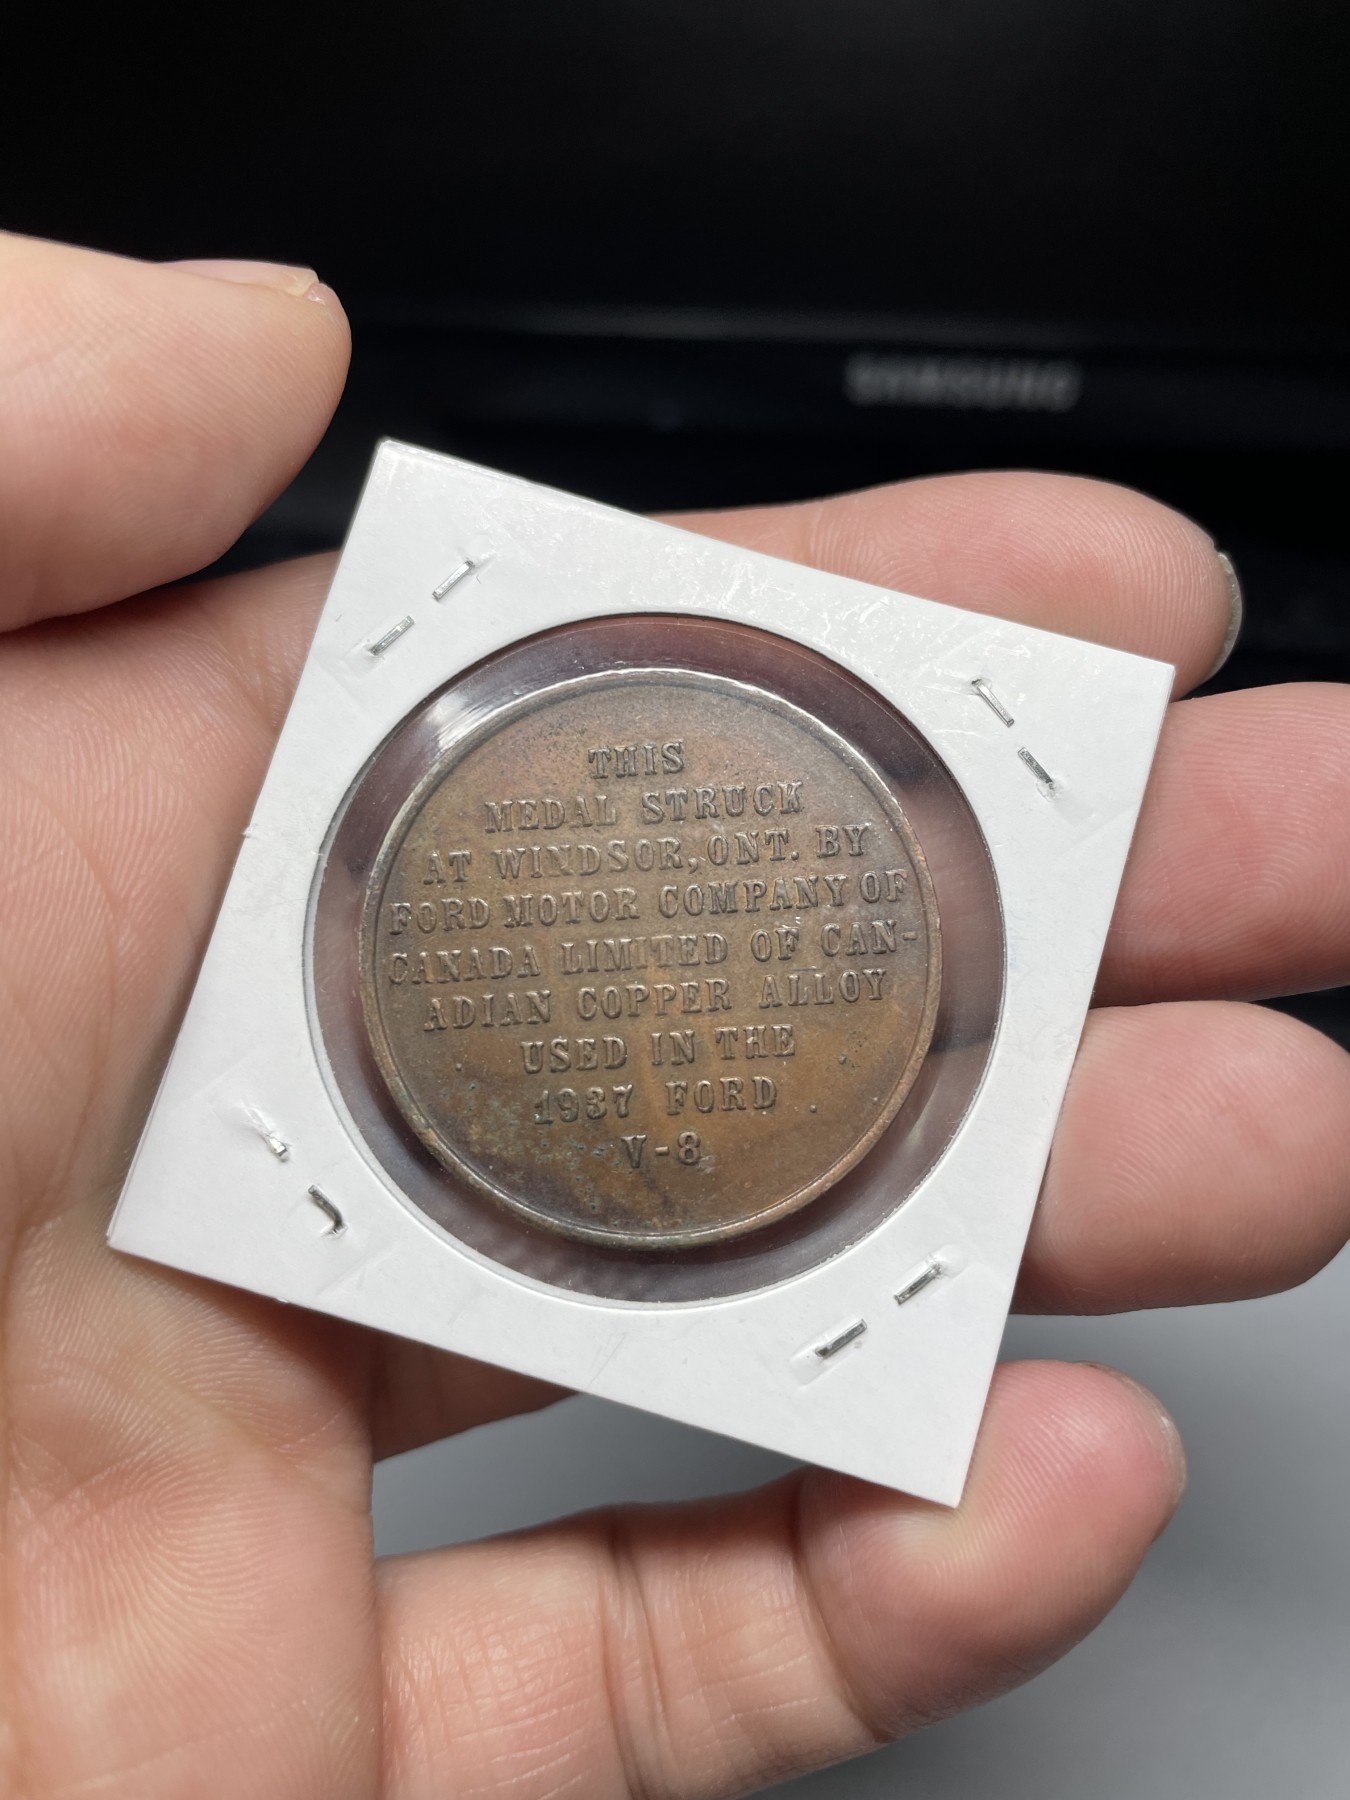 SAMSUNG
THIS
MEDAL STRUCK
AT WINDSOR, ONT. BY
FORD MOTOR COMPANY OF
CANADA LIMITED OF CAN-
ADIAN COPPER ALLOY
USED IN THE
1937 FORD
V-8